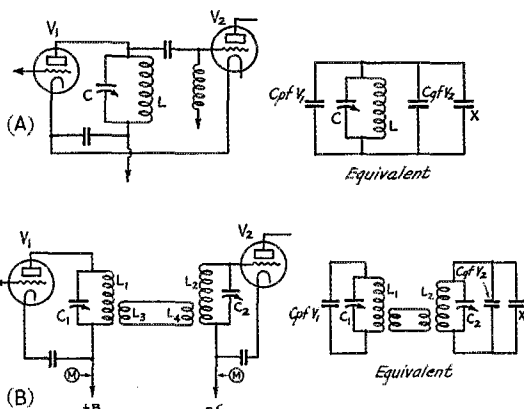 V1
V2
C
L
(A)
CpfV1
C
L
CgfV2
X
Equivalent
V1
V2
L1
L2
C1
L3
L4
C2
M
M
+B
-C
(B)
CpfV1
C1
L1
L2
C2
CgfV2
X
Equivalent